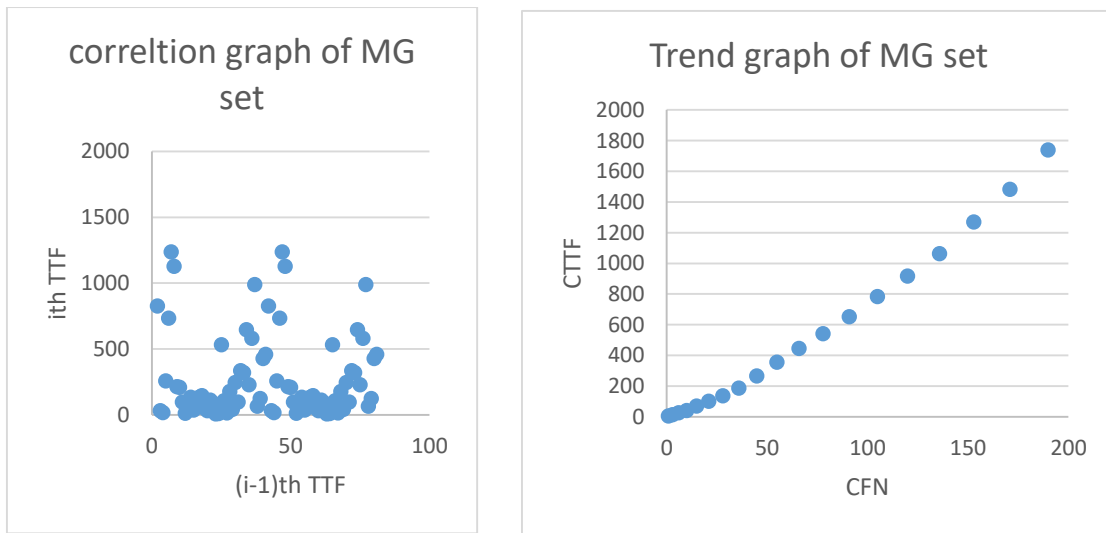 correltion graph of MG
set
2000
1500
1000
500
0
0 50 100
ith TTF
(i-1)th TTF
Trend graph of MG set
2000
1800
1600
1400
1200
1000
800
600
400
200
0
0 50 100 150 200
CTTF
CFN